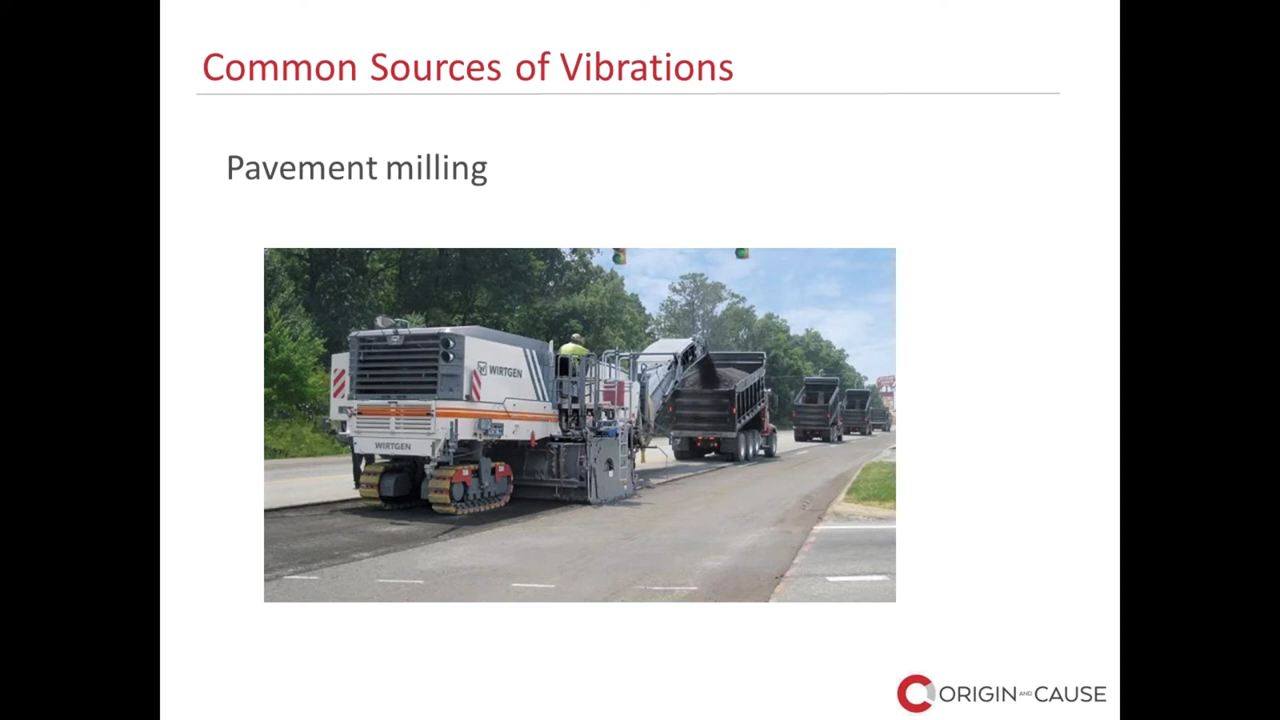 Common Sources of Vibrations
Pavement milling
WIRTGEN
WIRTGEN
ORIGIN AND CAUSE